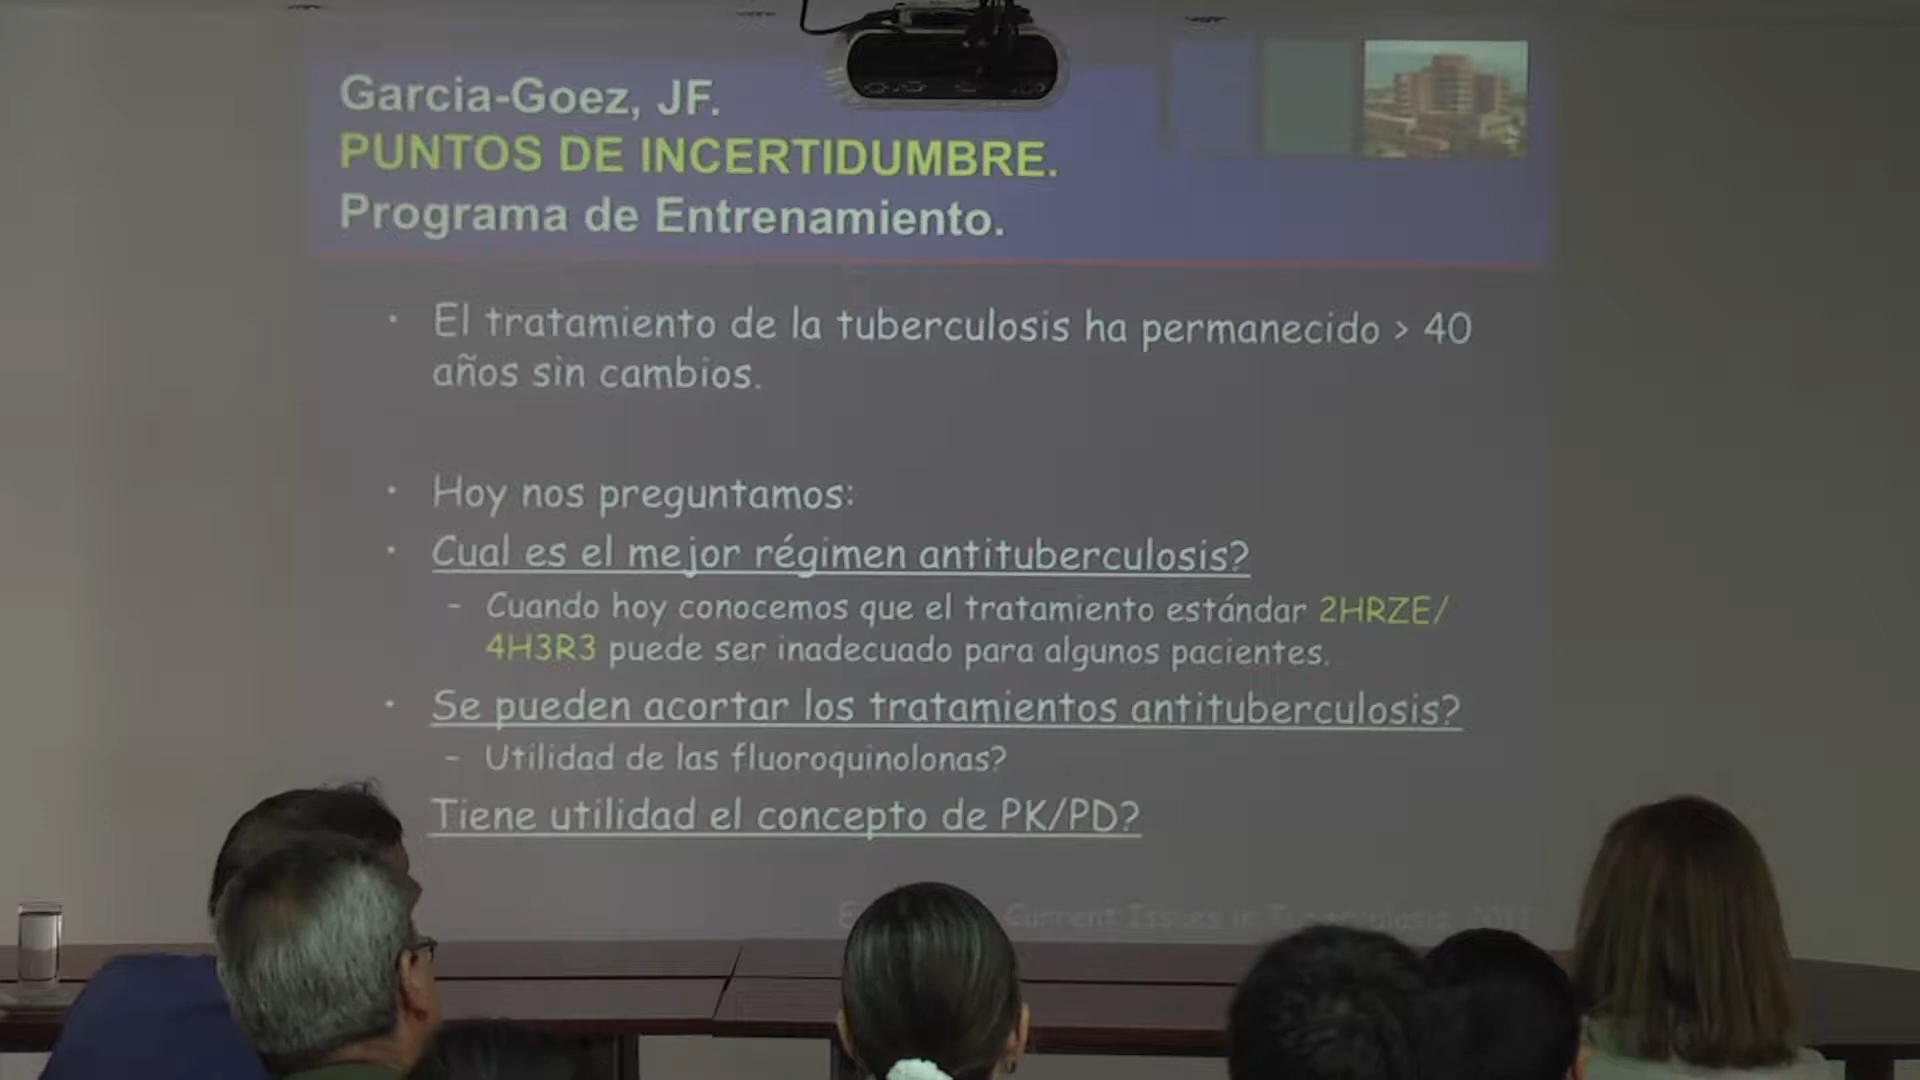 Garcia-Goez, JF.
PUNTOS DE INCERTIDUMBRE.
Programa de Entrenamiento.
· El tratamiento de la tuberculosis ha permanecido > 40
años sin cambios.
· Hoy nos preguntamos:
· Cual es el mejor régimen antituberculosis?
- Cuando hoy conocemos que el tratamiento estándar 2HRZE/
4H3R3 puede ser inadecuado para algunos pacientes.
· Se pueden acortar los tratamientos antituberculosis?
- Utilidad de las fluoroquinolonas?
Tiene utilidad el concepto de PK/PD?
Current Issues in Tuberculosis